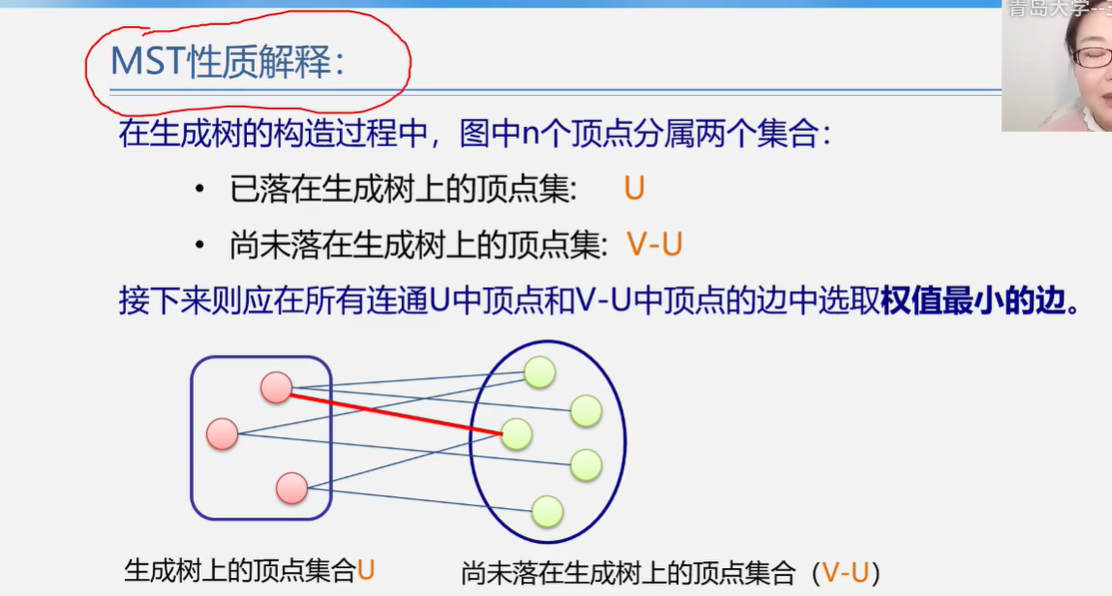 青岛大学--
MST性质解释：
在生成树的构造过程中，图中n个顶点分属两个集合：
• 已落在生成树上的顶点集: U
• 尚未落在生成树上的顶点集: V-U
接下来则应在所有连通U中顶点和V-U中顶点的边中选取权值最小的边。
生成树上的顶点集合U
尚未落在生成树上的顶点集合（V-U）